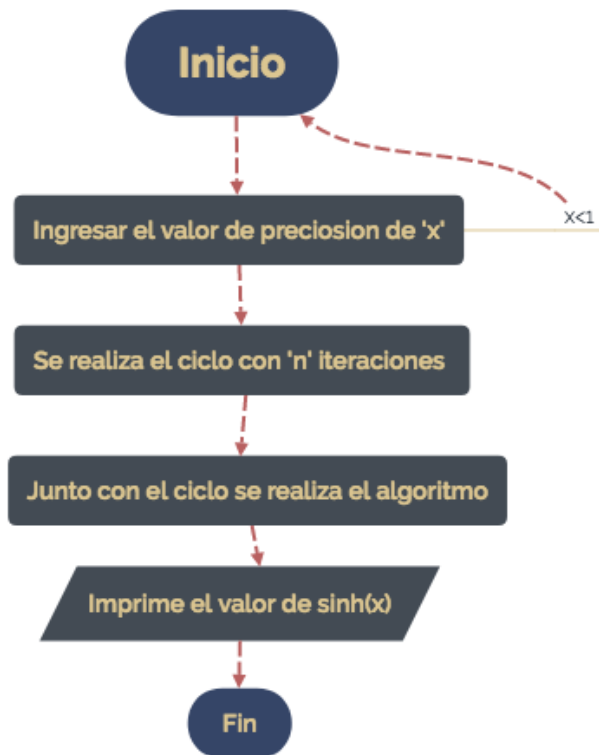 Inicio
Ingresar el valor de preciosion de 'x'
X<1
Se realiza el ciclo con 'n' iteraciones
Junto con el ciclo se realiza el algoritmo
Imprime el valor de sinh(x)
Fin